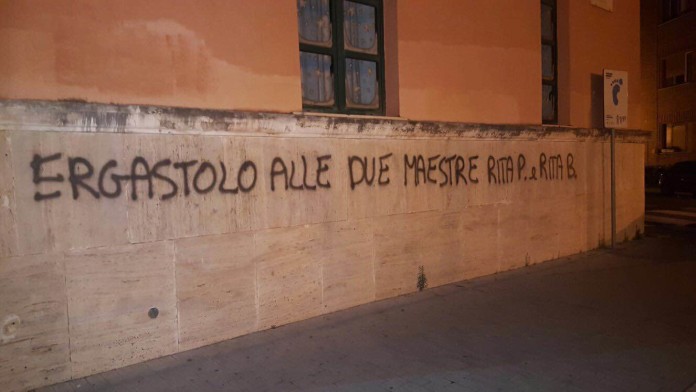 ERGASTOLO ALLE DUE MAESTRE RITA P. e RITA B.